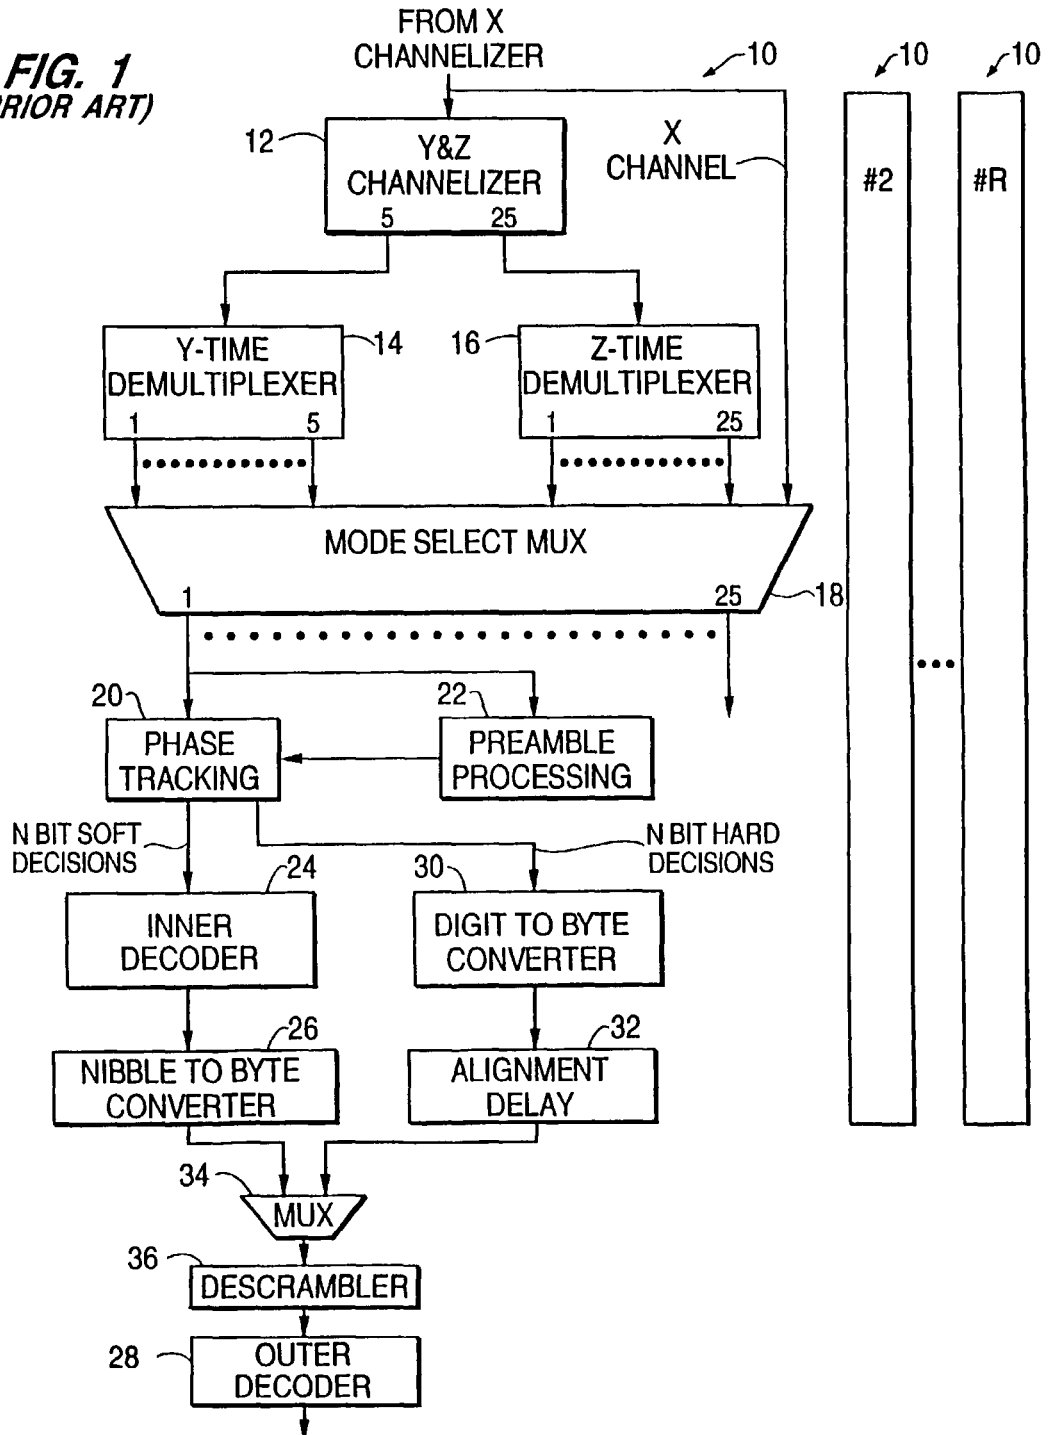 FIG. 1
PRIOR ART)
FROM X
CHANNELIZER
10
10
10
12
Y&Z
CHANNELIZER
5 25
X
CHANNEL
#2
#R
Y-TIME
DEMULTIPLEXER
1 5
14
16
Z-TIME
DEMULTIPLEXER
1 25
MODE SELECT MUX
1 25
18
20
PHASE
TRACKING
22
PREAMBLE
PROCESSING
N BIT SOFT
DECISIONS
N BIT HARD
DECISIONS
24
INNER
DECODER
30
DIGIT TO BYTE
CONVERTER
26
NIBBLE TO BYTE
CONVERTER
32
ALIGNMENT
DELAY
34
MUX
36
DESCRAMBLER
28
OUTER
DECODER